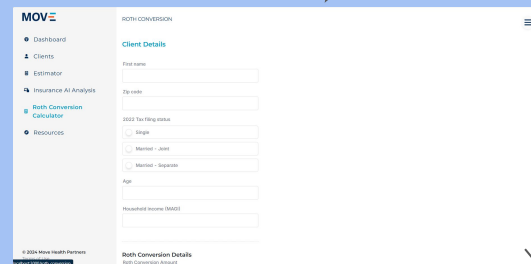 MOVE
ROTH CONVERSION
Dashboard
Clients
Estimator
Insurance AI Analysis
Roth Conversion
Calculator
Resources
Client Details
First name
Zip code
2022 Tax filing status
Single
Married - Joint
Married - Separate
Age
Household income (MAGI)
Roth Conversion Details
Roth Conversion Amount
© 2024 Move Health Partners